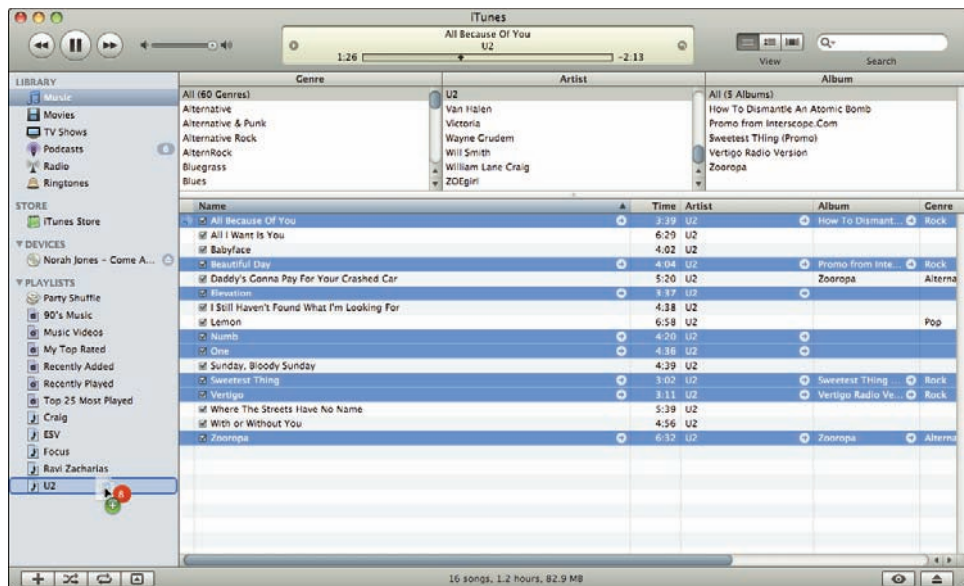 iTunes
All Because Of You
U2
1:26 -2:13
View Search
LIBRARY
Music
Movies
TV Shows
Podcasts
Radio
Ringtones
STORE
iTunes Store
DEVICES
Norah Jones – Come A...
PLAYLISTS
Party Shuffle
90's Music
Music Videos
My Top Rated
Recently Added
Recently Played
Top 25 Most Played
Craig
ESV
Focus
Ravi Zacharias
U2
8
Genre Artist Album
All (60 Genres) U2 All (5 Albums)
Alternative Van Halen How To Dismantle An Atomic Bomb
Alternative & Punk Victoria Promo from Interscope.Com
Alternative Rock Wayne Grudem Sweetest THing (Promo)
AlternRock Will Smith Vertigo Radio Version
Bluegrass William Lane Craig Zooropa
Blues ZOEgirl
Name Time Artist Album Genre
All Because Of You 3:39 U2 How To Dismant... Rock
All I Want Is You 6:29 U2
Babyface 4:02 U2
Beautiful Day 4:04 U2 Promo from Inte... Rock
Daddy's Gonna Pay For Your Crashed Car 5:20 U2 Zooropa Alterna
Elevation 3:37 U2
I Still Haven't Found What I'm Looking For 4:38 U2
Lemon 6:58 U2 Pop
Numb 4:20 U2
One 4:36 U2
Sunday, Bloody Sunday 4:39 U2
Sweetest Thing 3:02 U2 Sweetest THing ... Rock
Vertigo 3:11 U2 Vertigo Radio Ve... Rock
Where The Streets Have No Name 5:39 U2
With or Without You 4:56 U2
Zooropa 6:32 U2 Zooropa Alterna
16 songs, 1.2 hours, 82.9 MB